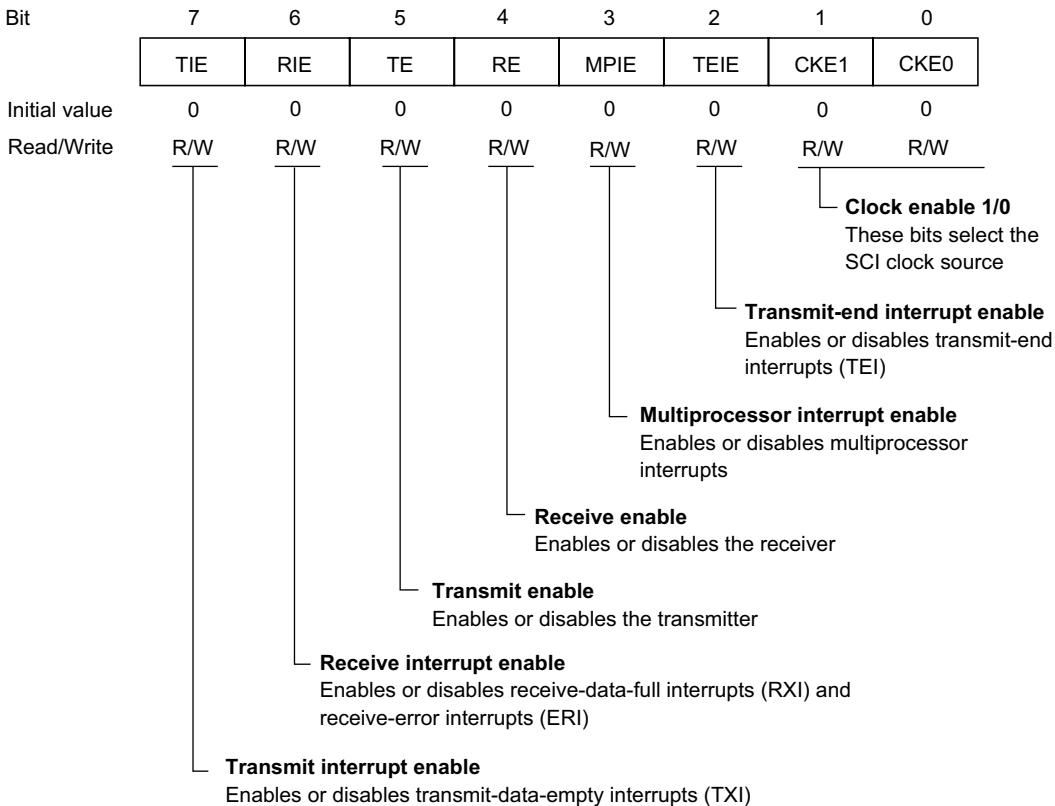 Bit 7 6 5 4 3 2 1 0
TIE RIE TE RE MPIE TEIE CKE1 CKE0
Initial value 0 0 0 0 0 0 0 0
Read/Write R/W R/W R/W R/W R/W R/W R/W R/W
Clock enable 1/0
These bits select the
SCI clock source
Transmit-end interrupt enable
Enables or disables transmit-end
interrupts (TEI)
Multiprocessor interrupt enable
Enables or disables multiprocessor
interrupts
Receive enable
Enables or disables the receiver
Transmit enable
Enables or disables the transmitter
Receive interrupt enable
Enables or disables receive-data-full interrupts (RXI) and
receive-error interrupts (ERI)
Transmit interrupt enable
Enables or disables transmit-data-empty interrupts (TXI)